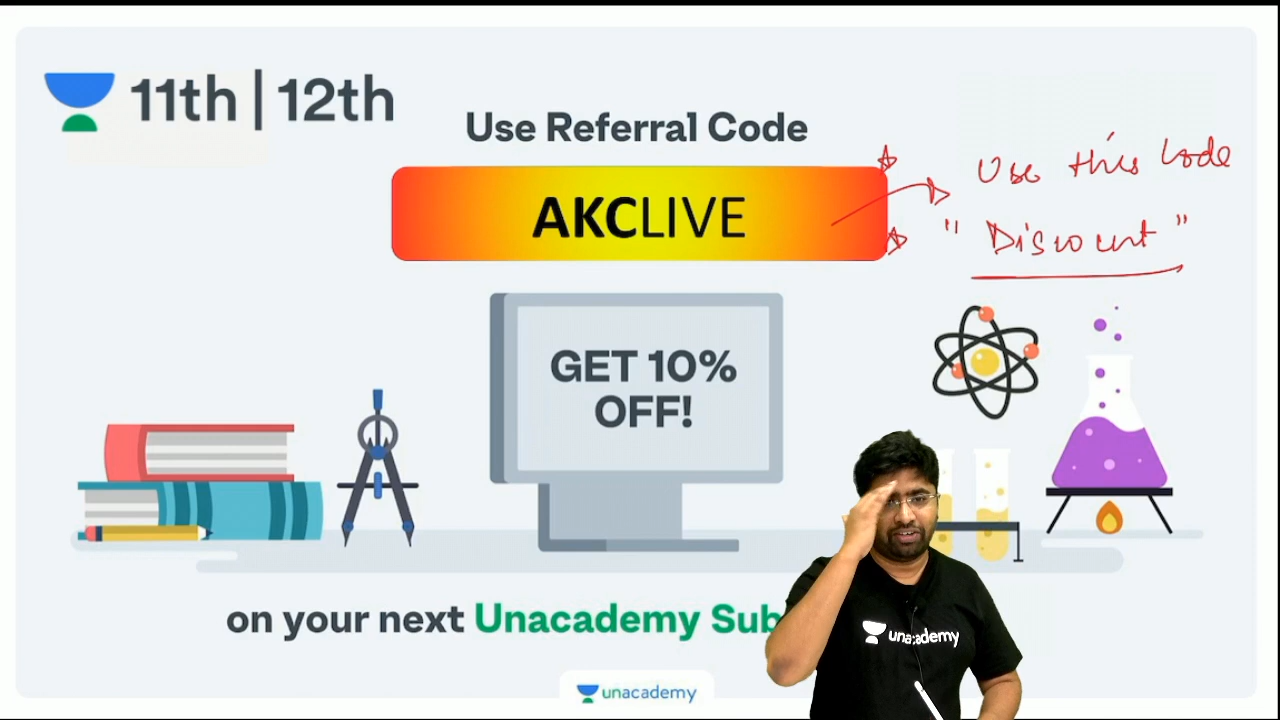 11th | 12th
Use Referral Code
AKCLIVE
Use this Code
"Discount"
GET 10%
OFF!
on your next Unacademy Sub
unacademy
unacademy